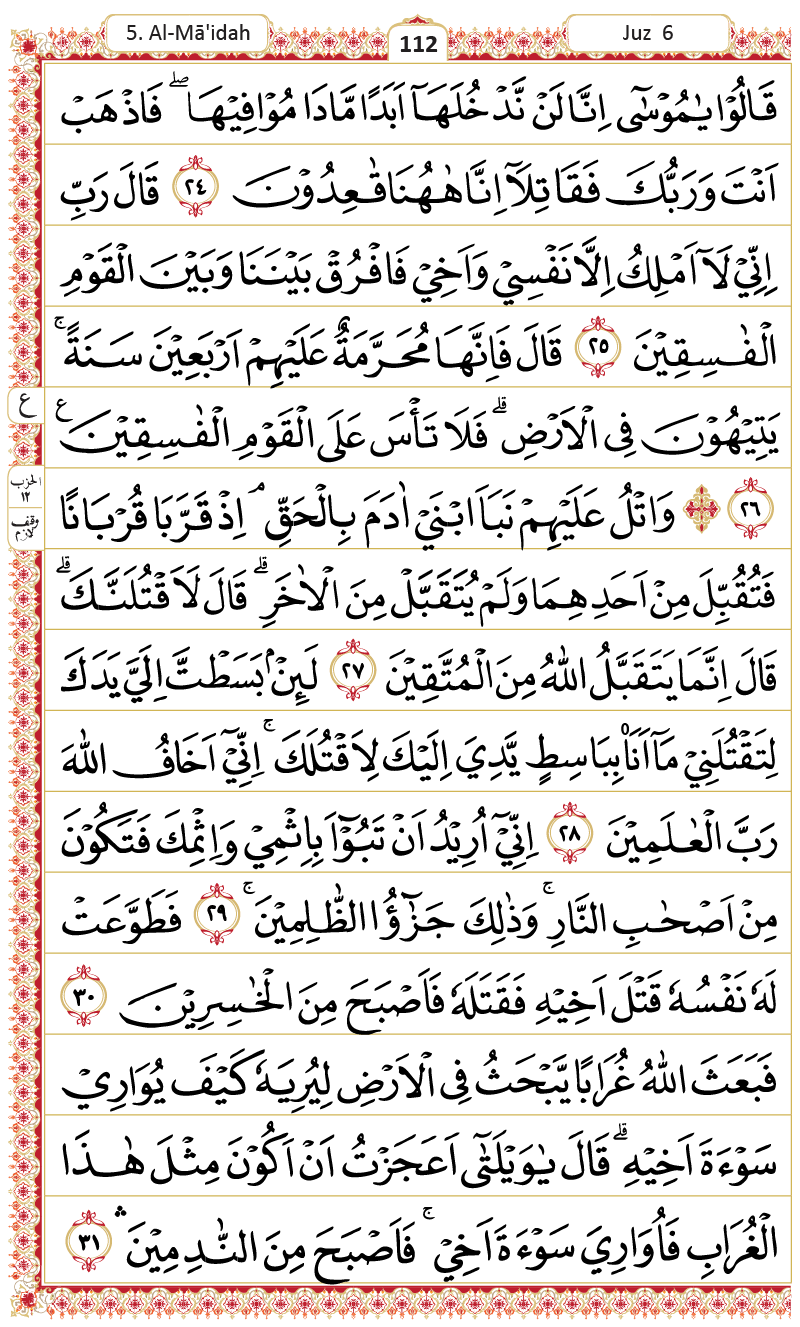 5. Al-Mā'idah
112
Juz 6
قَالُوْا يٰمُوْسٰٓى اِنَّا لَنْ نَّدْخُلَهَآ اَبَدًا مَّا دَامُوْا فِيْهَا ۖ فَاذْهَبْ
اَنْتَ وَرَبُّكَ فَقَاتِلَآ اِنَّا هٰهُنَا قٰعِدُوْنَ ٢٤ قَالَ رَبِّ
اِنِّيْ لَآ اَمْلِكُ اِلَّا نَفْسِيْ وَاَخِيْ فَافْرُقْ بَيْنَنَا وَبَيْنَ الْقَوْمِ
الْفٰسِقِيْنَ ٢٥ قَالَ فَاِنَّهَا مُحَرَّمَةٌ عَلَيْهِمْ اَرْبَعِيْنَ سَنَةً ۚ
يَتِيْهُوْنَ فِى الْاَرْضِ ۗ فَلَا تَأْسَ عَلَى الْقَوْمِ الْفٰسِقِيْنَ ࣖ
ع
٢٦ ۞ وَاتْلُ عَلَيْهِمْ نَبَاَ ابْنَيْ اٰدَمَ بِالْحَقِّ ۘ اِذْ قَرَّبَا قُرْبَانًا
الحزب
١٢
وقف
لازم
فَتُقُبِّلَ مِنْ اَحَدِهِمَا وَلَمْ يُتَقَبَّلْ مِنَ الْاٰخَرِ ۗ قَالَ لَاَقْتُلَنَّكَ ۗ
قَالَ اِنَّمَا يَتَقَبَّلُ اللّٰهُ مِنَ الْمُتَّقِيْنَ ٢٧ لَىِٕنْۢ بَسَطْتَّ اِلَيَّ يَدَكَ
لِتَقْتُلَنِيْ مَآ اَنَا۠ بِبَاسِطٍ يَّدِيَ اِلَيْكَ لِاَقْتُلَكَ ۚ اِنِّيْٓ اَخَافُ اللّٰهَ
رَبَّ الْعٰلَمِيْنَ ٢٨ اِنِّيْٓ اُرِيْدُ اَنْ تَبُوْۤاَ بِاِثْمِيْ وَاِثْمِكَ فَتَكُوْنَ
مِنْ اَصْحٰبِ النَّارِ ۚ وَذٰلِكَ جَزٰۤؤُا الظّٰلِمِيْنَ ۚ ٢٩ فَطَوَّعَتْ
لَهٗ نَفْسُهٗ قَتْلَ اَخِيْهِ فَقَتَلَهٗ فَاَصْبَحَ مِنَ الْخٰسِرِيْنَ ٣٠
فَبَعَثَ اللّٰهُ غُرَابًا يَّبْحَثُ فِى الْاَرْضِ لِيُرِيَهٗ كَيْفَ يُوَارِيْ
سَوْءَةَ اَخِيْهِ ۗ قَالَ يٰوَيْلَتٰٓى اَعَجَزْتُ اَنْ اَكُوْنَ مِثْلَ هٰذَا
الْغُرَابِ فَاُوَارِيَ سَوْءَةَ اَخِيْ ۚ فَاَصْبَحَ مِنَ النّٰدِمِيْنَ ۛ ٣١